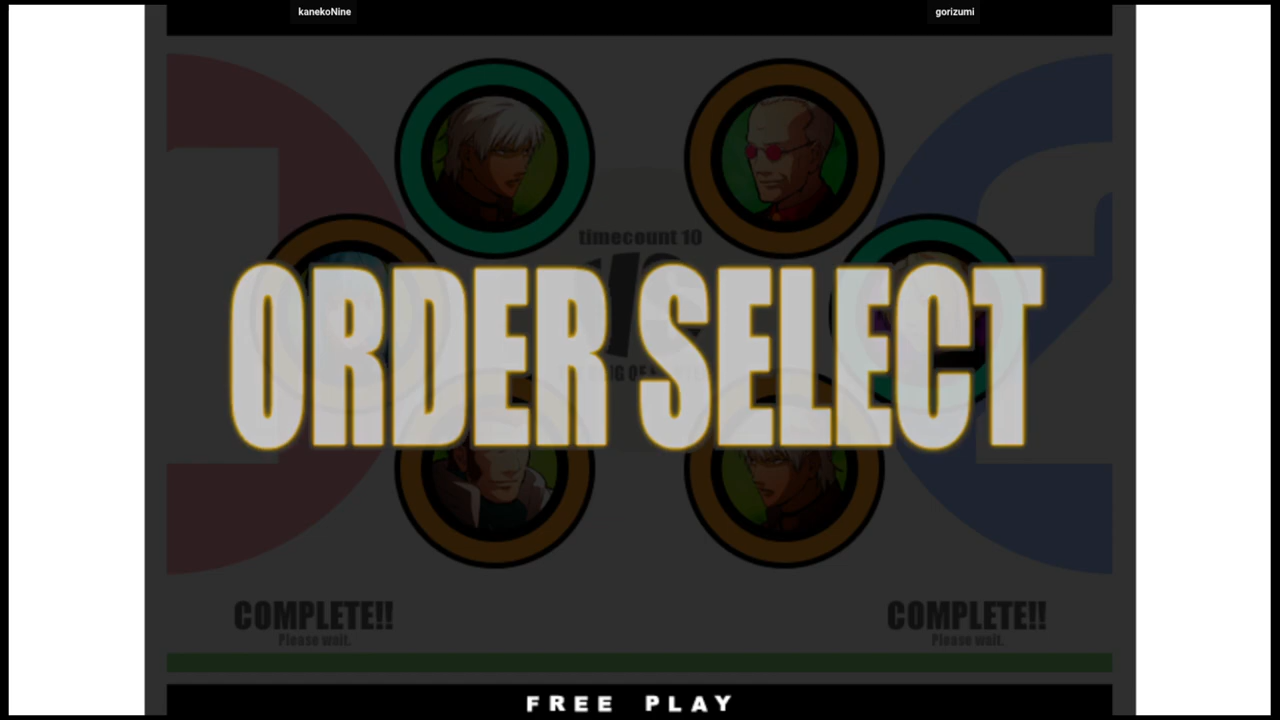 kanekoNine
gorizumi
timecount 10
ORDER SELECT
COMPLETE!!
Please wait.
COMPLETE!!
Please wait.
FREE PLAY